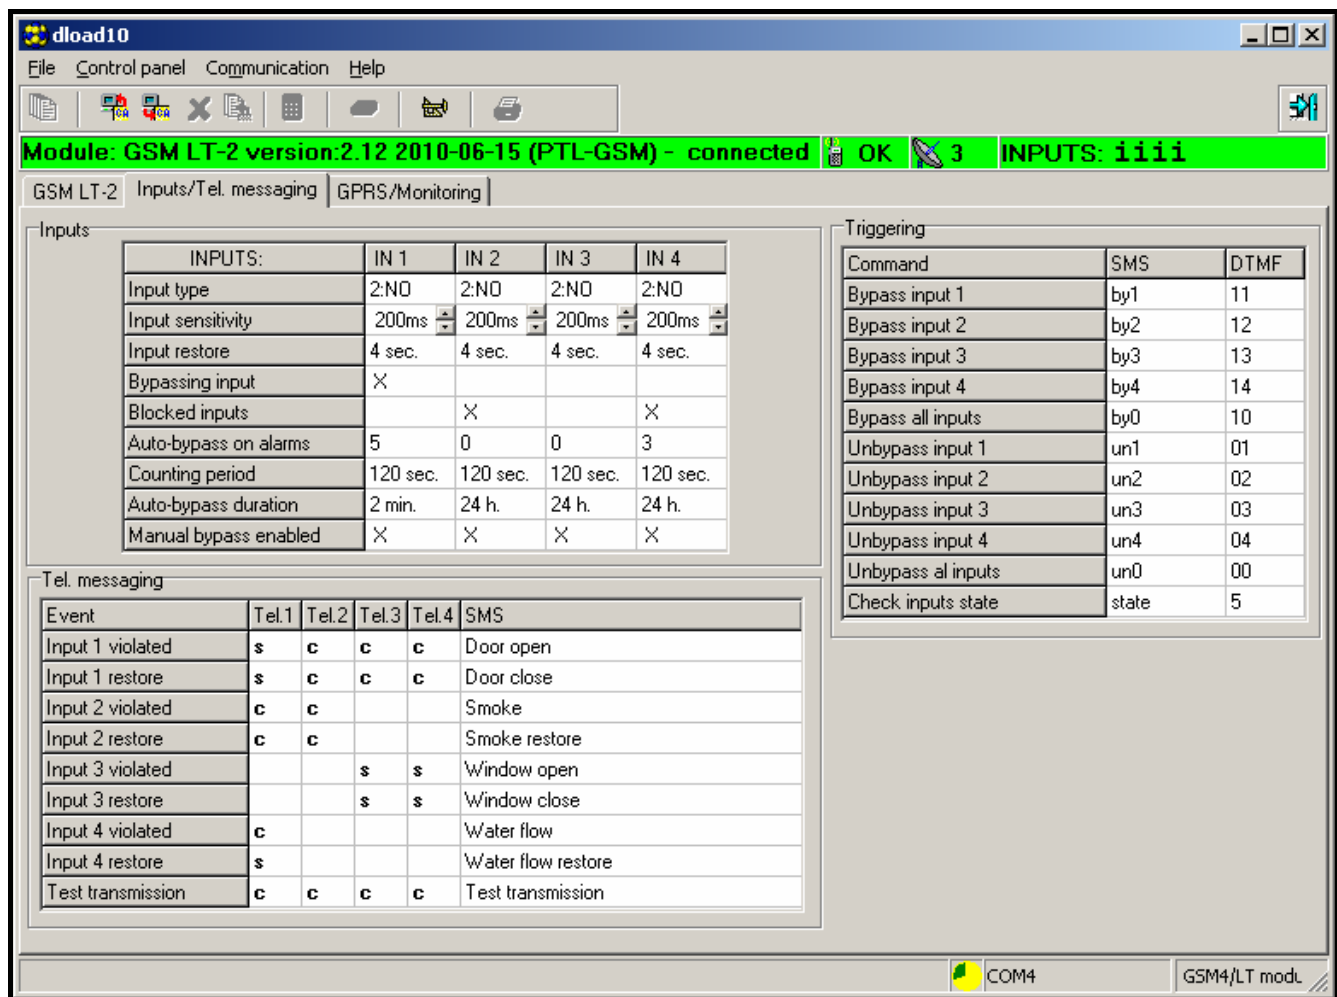 dload10
File Control panel Communication Help
CA CA
Module: GSM LT-2 version:2.12 2010-06-15 (PTL-GSM) - connected OK 3 INPUTS: iiii
GSM LT-2 Inputs/Tel. messaging GPRS/Monitoring
Inputs
INPUTS: IN 1 IN 2 IN 3 IN 4
Input type 2:NO 2:NO 2:NO 2:NO
Input sensitivity 200ms 200ms 200ms 200ms
Input restore 4 sec. 4 sec. 4 sec. 4 sec.
Bypassing input X
Blocked inputs X X
Auto-bypass on alarms 5 0 0 3
Counting period 120 sec. 120 sec. 120 sec. 120 sec.
Auto-bypass duration 2 min. 24 h. 24 h. 24 h.
Manual bypass enabled X X X X
Triggering
Command SMS DTMF
Bypass input 1 by1 11
Bypass input 2 by2 12
Bypass input 3 by3 13
Bypass input 4 by4 14
Bypass all inputs by0 10
Unbypass input 1 un1 01
Unbypass input 2 un2 02
Unbypass input 3 un3 03
Unbypass input 4 un4 04
Unbypass al inputs un0 00
Check inputs state state 5
Tel. messaging
Event Tel.1 Tel.2 Tel.3 Tel.4 SMS
Input 1 violated s c c c Door open
Input 1 restore s c c c Door close
Input 2 violated c c Smoke
Input 2 restore c c Smoke restore
Input 3 violated s s Window open
Input 3 restore s s Window close
Input 4 violated c Water flow
Input 4 restore s Water flow restore
Test transmission c c c c Test transmission
COM4 GSM4/LT modu